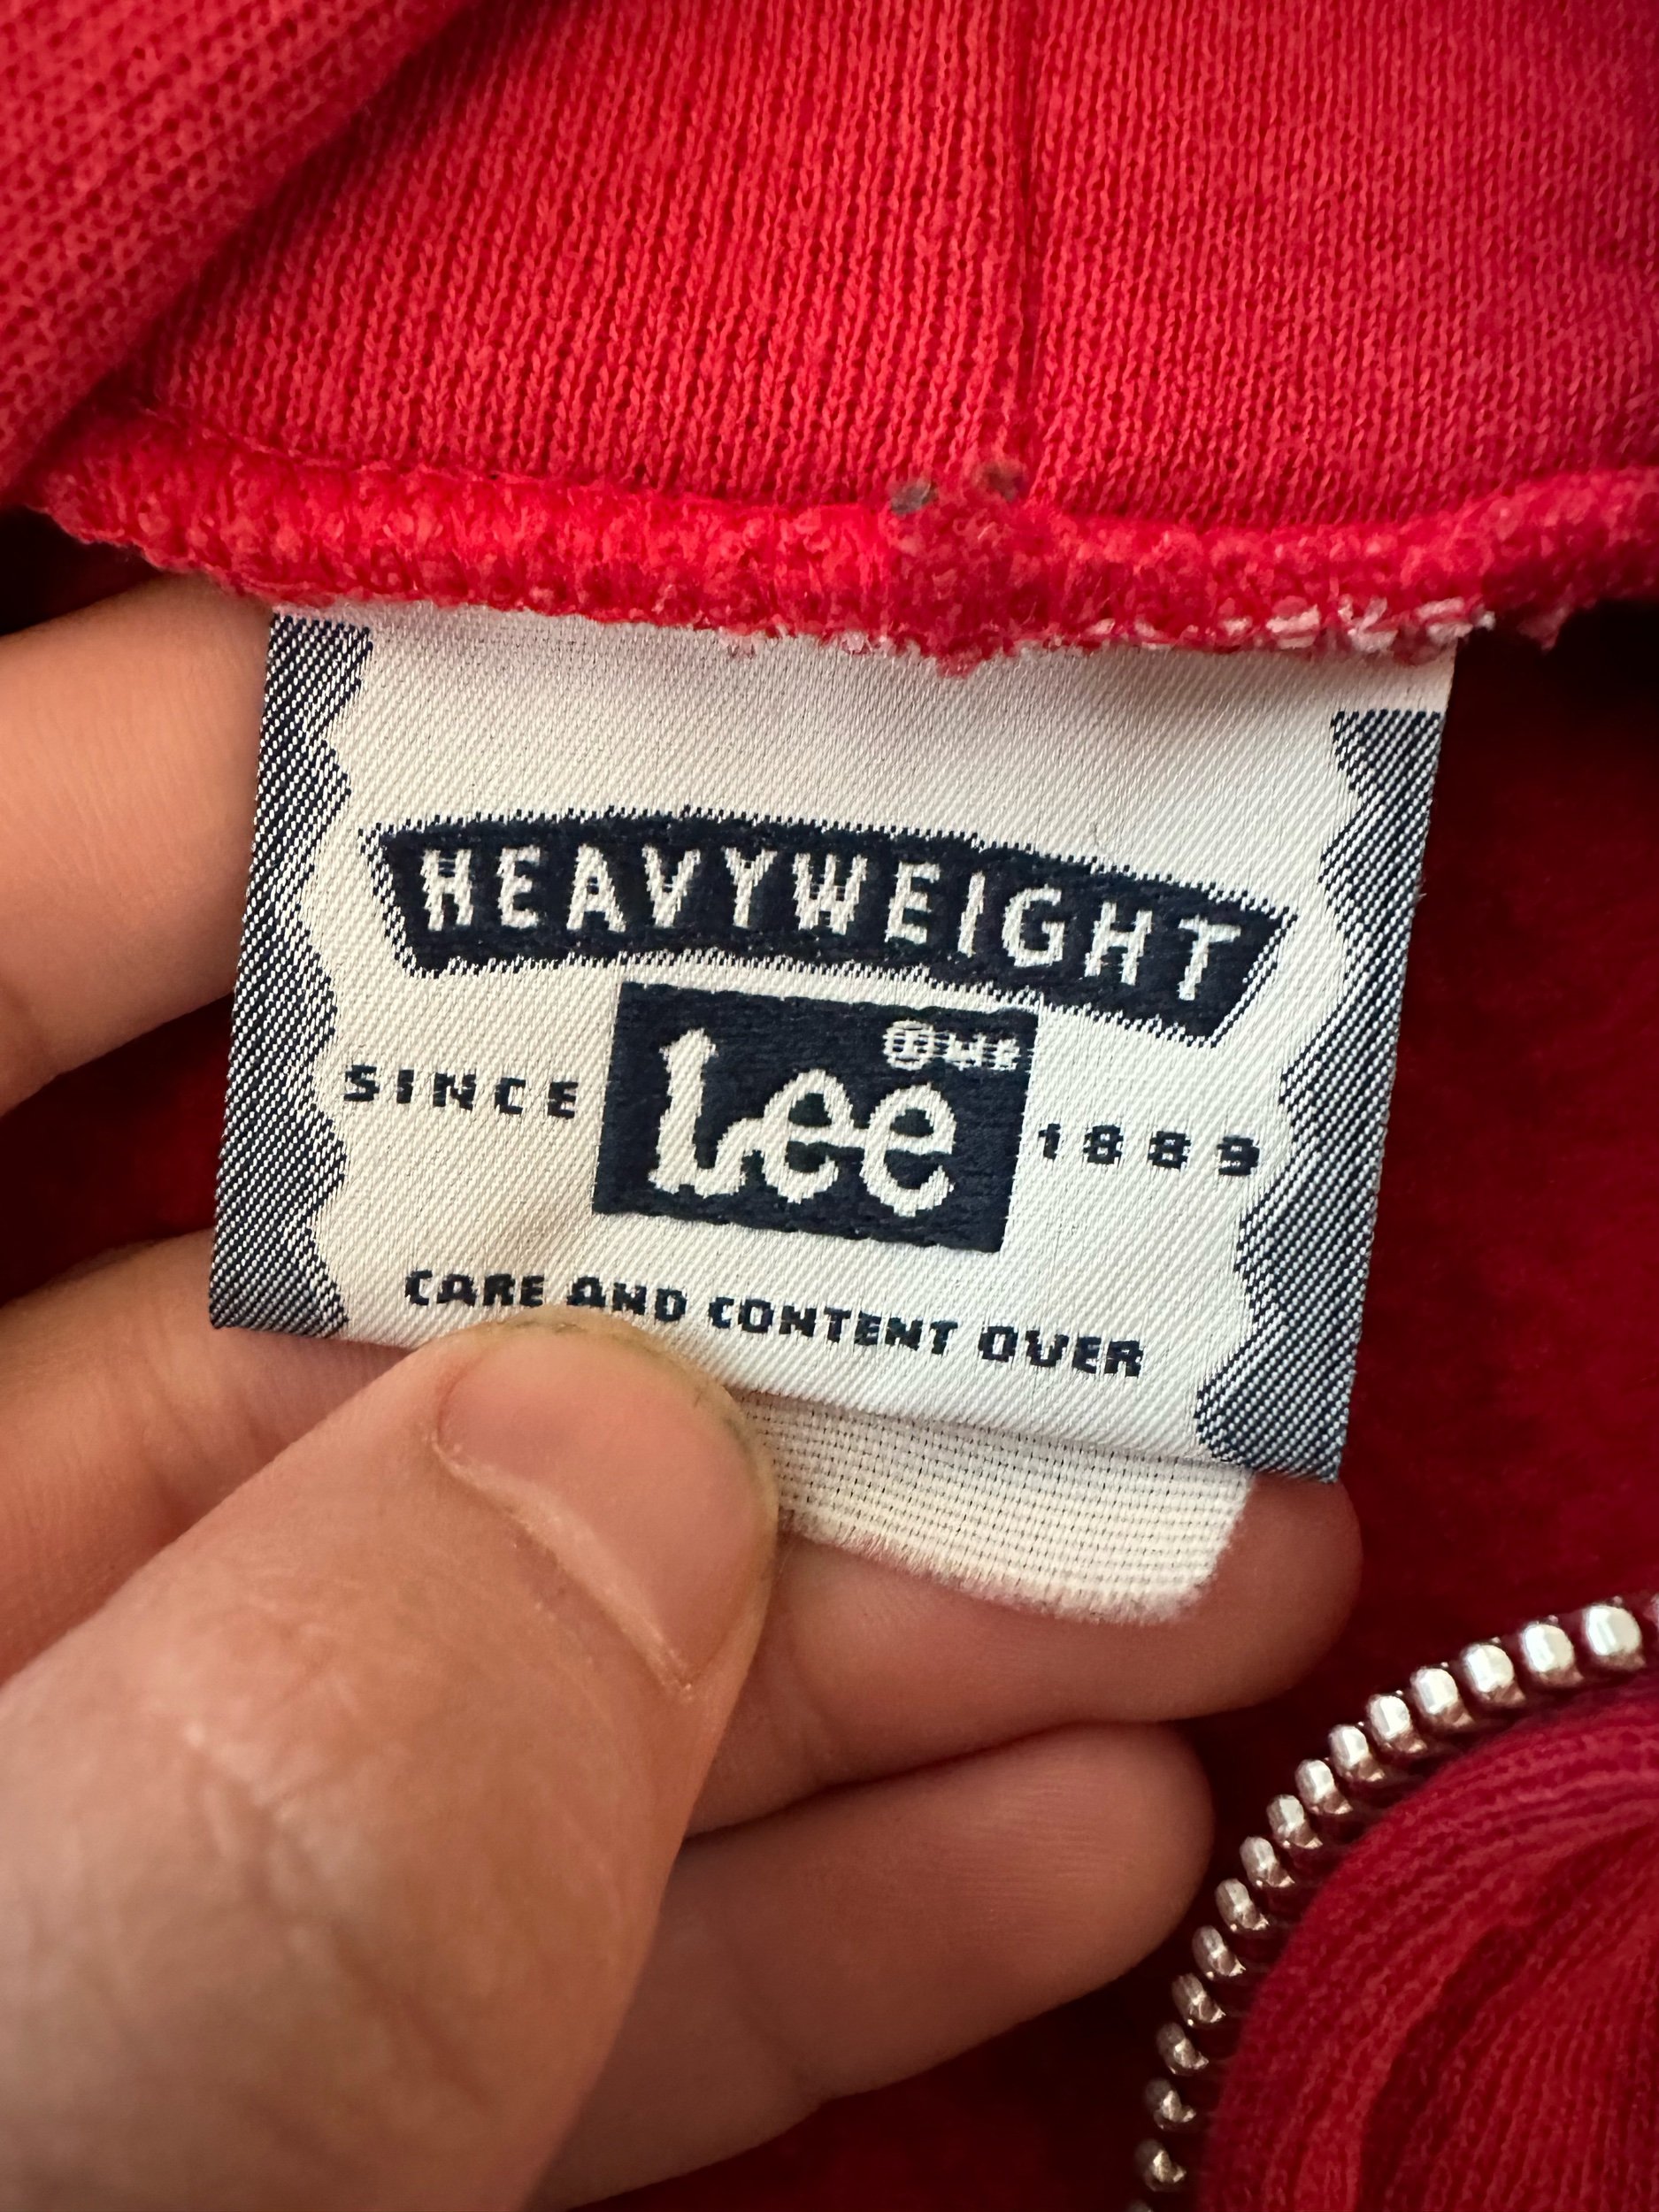 HEAVYWEIGHT
Lee ®
SINCE 1889
CARE AND CONTENT OVER